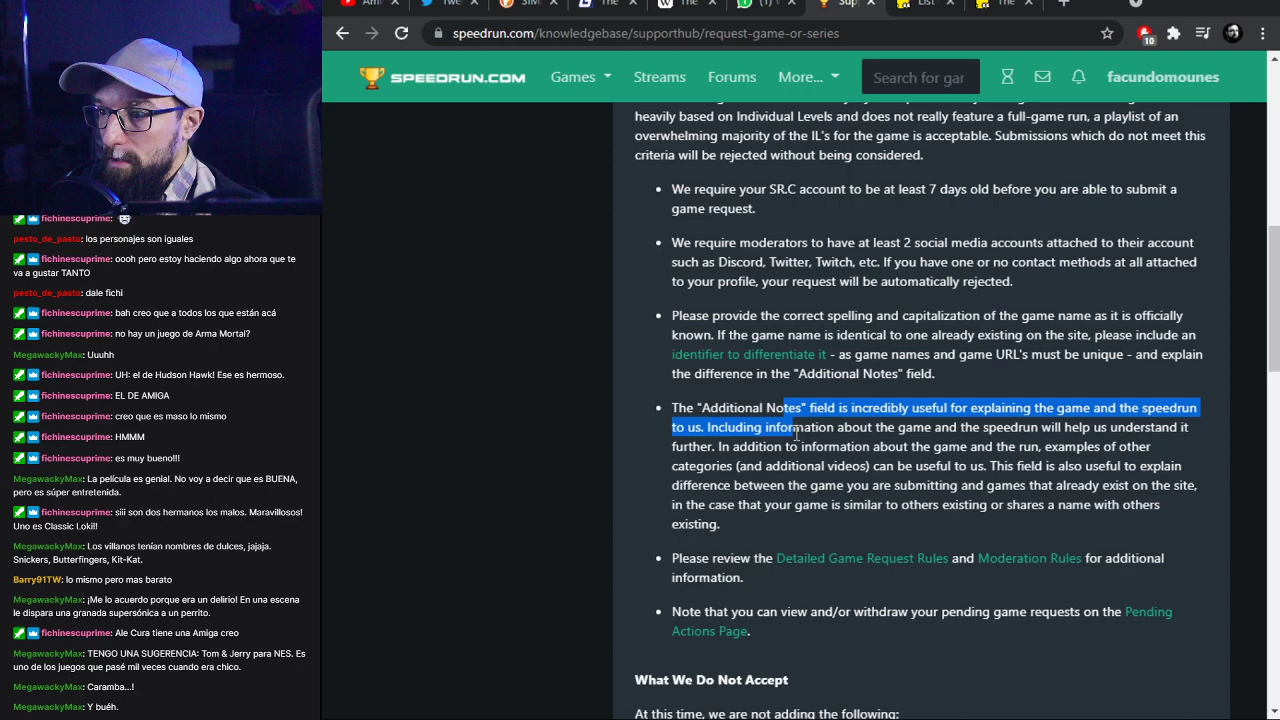 Twe
The
The
Sup
List
The
speedrun.com/knowledgebase/supporthub/request-game-or-series
10
SPEEDRUN.COM
Games
Streams
Forums
More...
Search for gar
facundomounes
heavily based on Individual Levels and does not really feature a full-game run, a playlist of an
overwhelming majority of the IL's for the game is acceptable. Submissions which do not meet this
criteria will be rejected without being considered.
• We require your SR.C account to be at least 7 days old before you are able to submit a
game request.
• We require moderators to have at least 2 social media accounts attached to their account
such as Discord, Twitter, Twitch, etc. If you have one or no contact methods at all attached
to your profile, your request will be automatically rejected.
• Please provide the correct spelling and capitalization of the game name as it is officially
known. If the game name is identical to one already existing on the site, please include an
identifier to differentiate it - as game names and game URL's must be unique - and explain
the difference in the "Additional Notes" field.
• The "Additional Notes" field is incredibly useful for explaining the game and the speedrun
to us. Including information about the game and the speedrun will help us understand it
further. In addition to information about the game and the run, examples of other
categories (and additional videos) can be useful to us. This field is also useful to explain
difference between the game you are submitting and games that already exist on the site,
in the case that your game is similar to others existing or shares a name with others
existing.
• Please review the Detailed Game Request Rules and Moderation Rules for additional
information.
• Note that you can view and/or withdraw your pending game requests on the Pending
Actions Page.
What We Do Not Accept
At this time, we are not adding the following:
fichinescuprime:
pesto_de_pasto: los personajes son iguales
fichinescuprime: oooh pero estoy haciendo algo ahora que te
va a gustar TANTO
pesto_de_pasto: dale fichi
fichinescuprime: bah creo que a todos los que están acá
fichinescuprime: no hay un juego de Arma Mortal?
MegawackyMax: Uuuhh
fichinescuprime: UH: el de Hudson Hawk! Ese es hermoso.
fichinescuprime: EL DE AMIGA
fichinescuprime: creo que es maso lo mismo
fichinescuprime: HMMM
fichinescuprime: es muy bueno!!!
MegawackyMax: La película es genial. No voy a decir que es BUENA,
pero es súper entretenida.
fichinescuprime: siii son dos hermanos los malos. Maravillosos!
Uno es Classic Loki!!
MegawackyMax: Los villanos tenían nombres de dulces, jajaja.
Snickers, Butterfingers, Kit-Kat.
Barry91TW: lo mismo pero mas barato
MegawackyMax: ¡Me lo acuerdo porque era un delirio! En una escena
le dispara una granada supersónica a un perrito.
fichinescuprime: Ale Cura tiene una Amiga creo
MegawackyMax: TENGO UNA SUGERENCIA: Tom & Jerry para NES. Es
uno de los juegos que pasé mil veces cuando era chico.
MegawackyMax: Caramba...!
MegawackyMax: Y buéh.